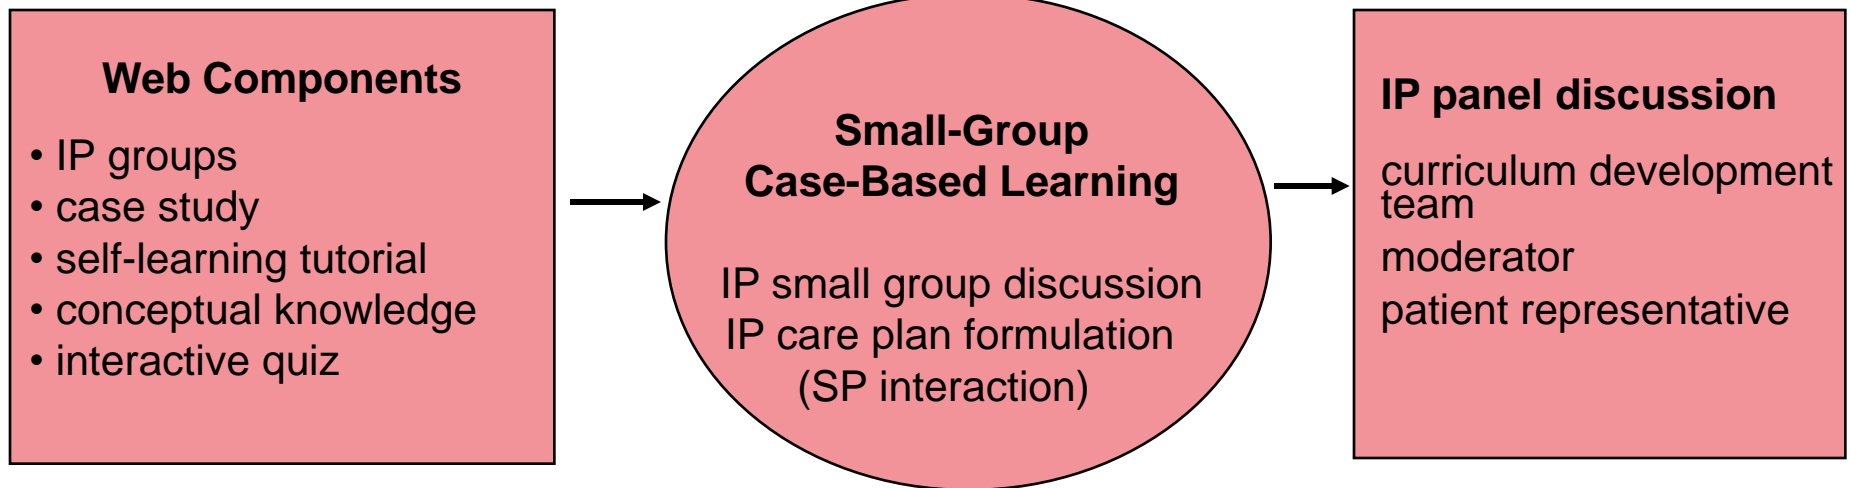 Web Components
• IP groups
• case study
• self-learning tutorial
• conceptual knowledge
• interactive quiz
Small-Group
Case-Based Learning
IP small group discussion
IP care plan formulation
(SP interaction)
IP panel discussion
curriculum development
team
moderator
patient representative